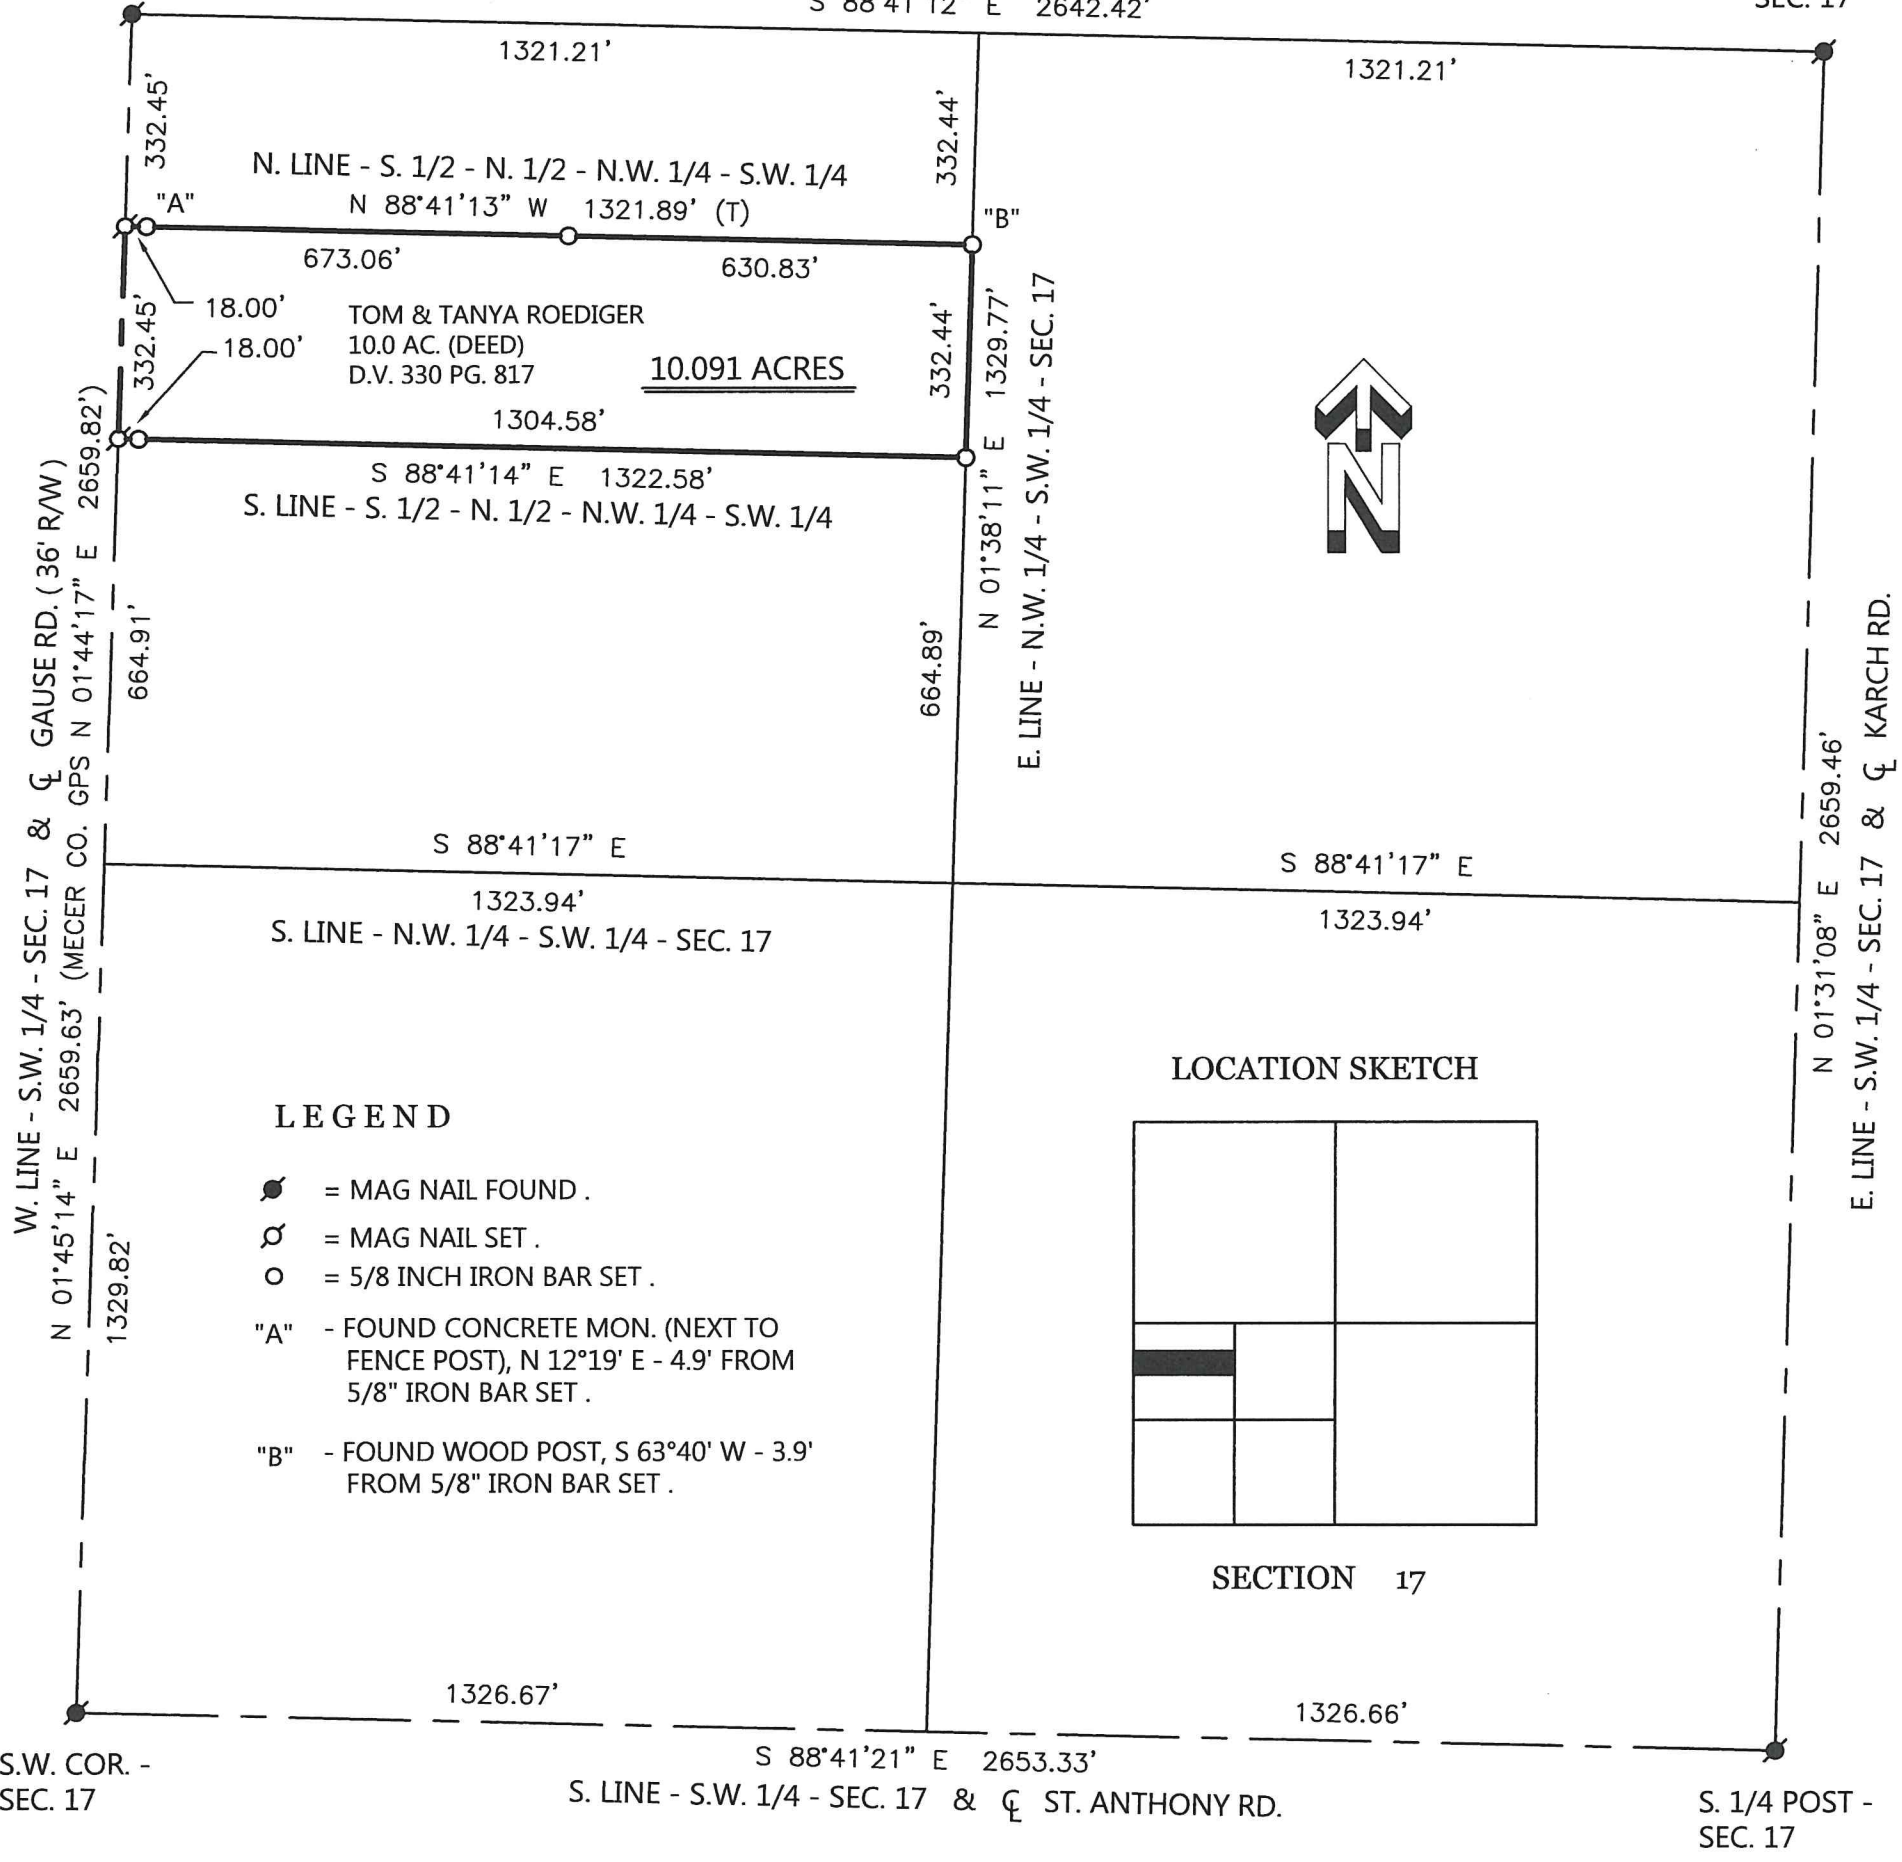 S 88°41'12" E 2642.42'
SEC. 17
1321.21'
1321.21'
332.45'
332.44'
N. LINE - S. 1/2 - N. 1/2 - N.W. 1/4 - S.W. 1/4
"A"
N 88°41'13" W 1321.89' (T)
"B"
673.06'
630.83'
18.00'
18.00'
332.45'
TOM & TANYA ROEDIGER
10.0 AC. (DEED)
D.V. 330 PG. 817
10.091 ACRES
332.44'
N 01°38'11" E 1329.77'
E. LINE - N.W. 1/4 - S.W. 1/4 - SEC. 17
1304.58'
S 88°41'14" E 1322.58'
S. LINE - S. 1/2 - N. 1/2 - N.W. 1/4 - S.W. 1/4
N
W. LINE - S.W. 1/4 - SEC. 17 & ℄ GAUSE RD. ( 36' R/W )
N 01°45'14" E 2659.63' (MECER CO. GPS N 01°44'17" E 2659.82')
664.91'
664.89'
S 88°41'17" E
1323.94'
S. LINE - N.W. 1/4 - S.W. 1/4 - SEC. 17
S 88°41'17" E
1323.94'
N 01°31'08" E 2659.46'
E. LINE - S.W. 1/4 - SEC. 17 & ℄ KARCH RD.
1329.82'
LEGEND
= MAG NAIL FOUND .
= MAG NAIL SET .
= 5/8 INCH IRON BAR SET .
"A" - FOUND CONCRETE MON. (NEXT TO
FENCE POST), N 12°19' E - 4.9' FROM
5/8" IRON BAR SET .
"B" - FOUND WOOD POST, S 63°40' W - 3.9'
FROM 5/8" IRON BAR SET .
LOCATION SKETCH
SECTION 17
1326.67'
1326.66'
S 88°41'21" E 2653.33'
S. LINE - S.W. 1/4 - SEC. 17 & ℄ ST. ANTHONY RD.
S.W. COR. -
SEC. 17
S. 1/4 POST -
SEC. 17